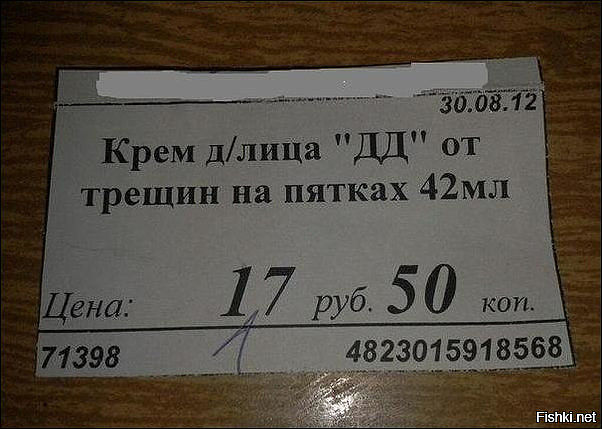 30.08.12
Крем д/лица "ДД" от
трещин на пятках 42мл
Цена: 17 руб. 50 коп.
71398 4823015918568
Fishki.net